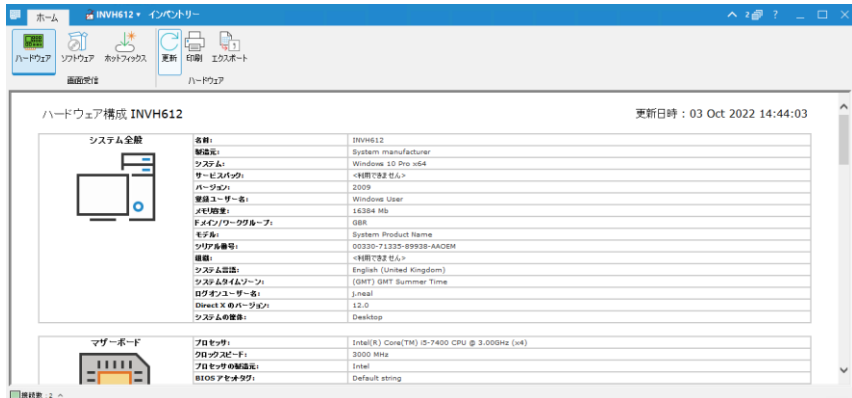 ホーム INVH612 インベントリー
ハードウェア ソフトウェア ホットフィックス 更新 印刷 エクスポート
画面受信 ハードウェア
ハードウェア構成 INVH612 更新日時：03 Oct 2022 14:44:03
システム全般
名前: INVH612
製造元: System manufacturer
システム: Windows 10 Pro x64
サービスパック: <利用できません>
バージョン: 2009
登録ユーザー名: Windows User
メモリ容量: 16384 Mb
ドメイン/ワークグループ: GBR
モデル: System Product Name
シリアル番号: 00330-71335-89938-AAOEM
組織: <利用できません>
システム言語: English (United Kingdom)
システムタイムゾーン: (GMT) GMT Summer Time
ログオンユーザー名: j.neal
Direct X のバージョン: 12.0
システムの筐体: Desktop
マザーボード
プロセッサ: Intel(R) Core(TM) i5-7400 CPU @ 3.00GHz (x4)
クロックスピード: 3000 MHz
プロセッサの製造元: Intel
BIOS アセットタグ: Default string
接続数：2